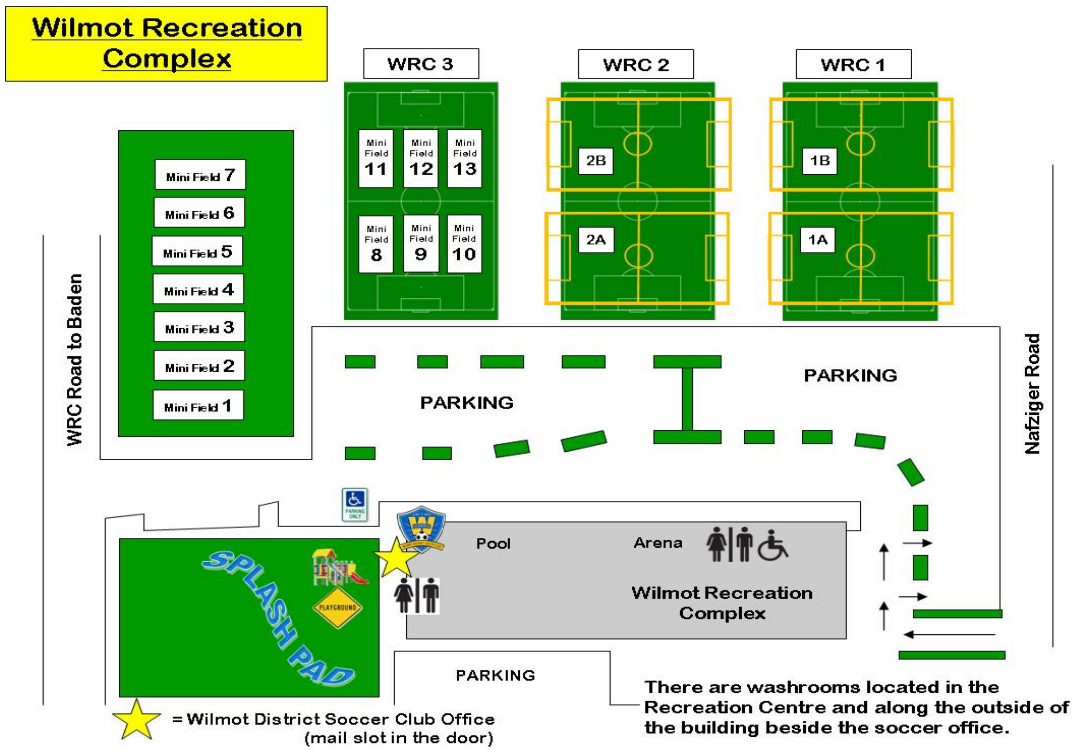 Wilmot Recreation
Complex
WRC 3
WRC 2
WRC 1
Mini Field 7
Mini Field 6
Mini Field 5
Mini Field 4
Mini Field 3
Mini Field 2
Mini Field 1
Mini
Field
11
Mini
Field
12
Mini
Field
13
Mini
Field
8
Mini
Field
9
Mini
Field
10
2B
2A
1B
1A
WRC Road to Baden
Nafziger Road
PARKING
PARKING
PARKING
ONLY
Pool
Arena
Wilmot Recreation
Complex
SPLASH PAD
PLAYGROUND
PARKING
= Wilmot District Soccer Club Office
(mail slot in the door)
There are washrooms located in the
Recreation Centre and along the outside of
the building beside the soccer office.